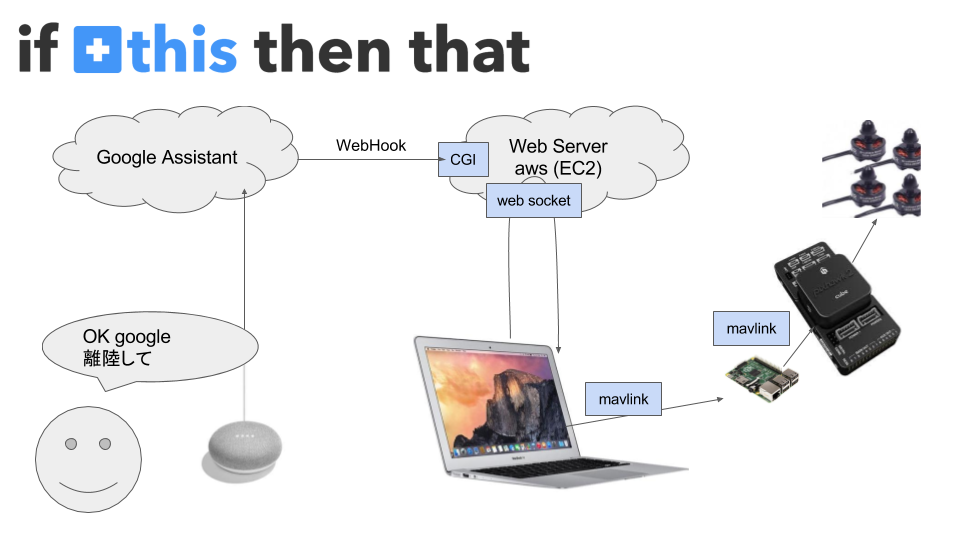 if this then that
Google Assistant
WebHook
CGI
Web Server
aws (EC2)
web socket
OK google
離陸して
mavlink
mavlink
cube